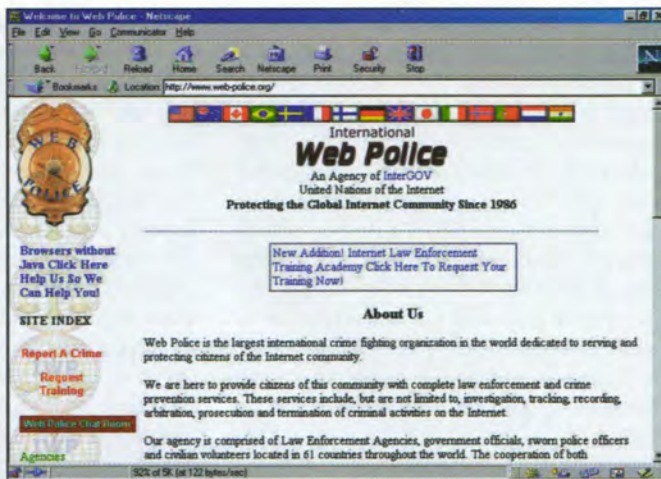 Welcome to Web Police - Netscape
File Edit View Go Communicator Help
Back Forward Reload Home Search Netscape Print Security Stop
Bookmarks Location: http://www.web-police.org/
WEB
POLICE
International
Web Police
An Agency of InterGOV
United Nations of the Internet
Protecting the Global Internet Community Since 1986
Browsers without
Java Click Here
Help Us So We
Can Help You!
New Addition! Internet Law Enforcement
Training Academy Click Here To Request Your
Training Now!
SITE INDEX
Report A Crime
Request
Training
Web Police Chat Room
IWP
Agencies
About Us
Web Police is the largest international crime fighting organization in the world dedicated to serving and
protecting citizens of the Internet community.
We are here to provide citizens of this community with complete law enforcement and crime
prevention services. These services include, but are not limited to, investigation, tracking, recording,
arbitration, prosecution and termination of criminal activities on the Internet.
Our agency is comprised of Law Enforcement Agencies, government officials, sworn police officers
and civilian volunteers located in 61 countries throughout the world. The cooperation of both
92% of 5K (at 122 bytes/sec)